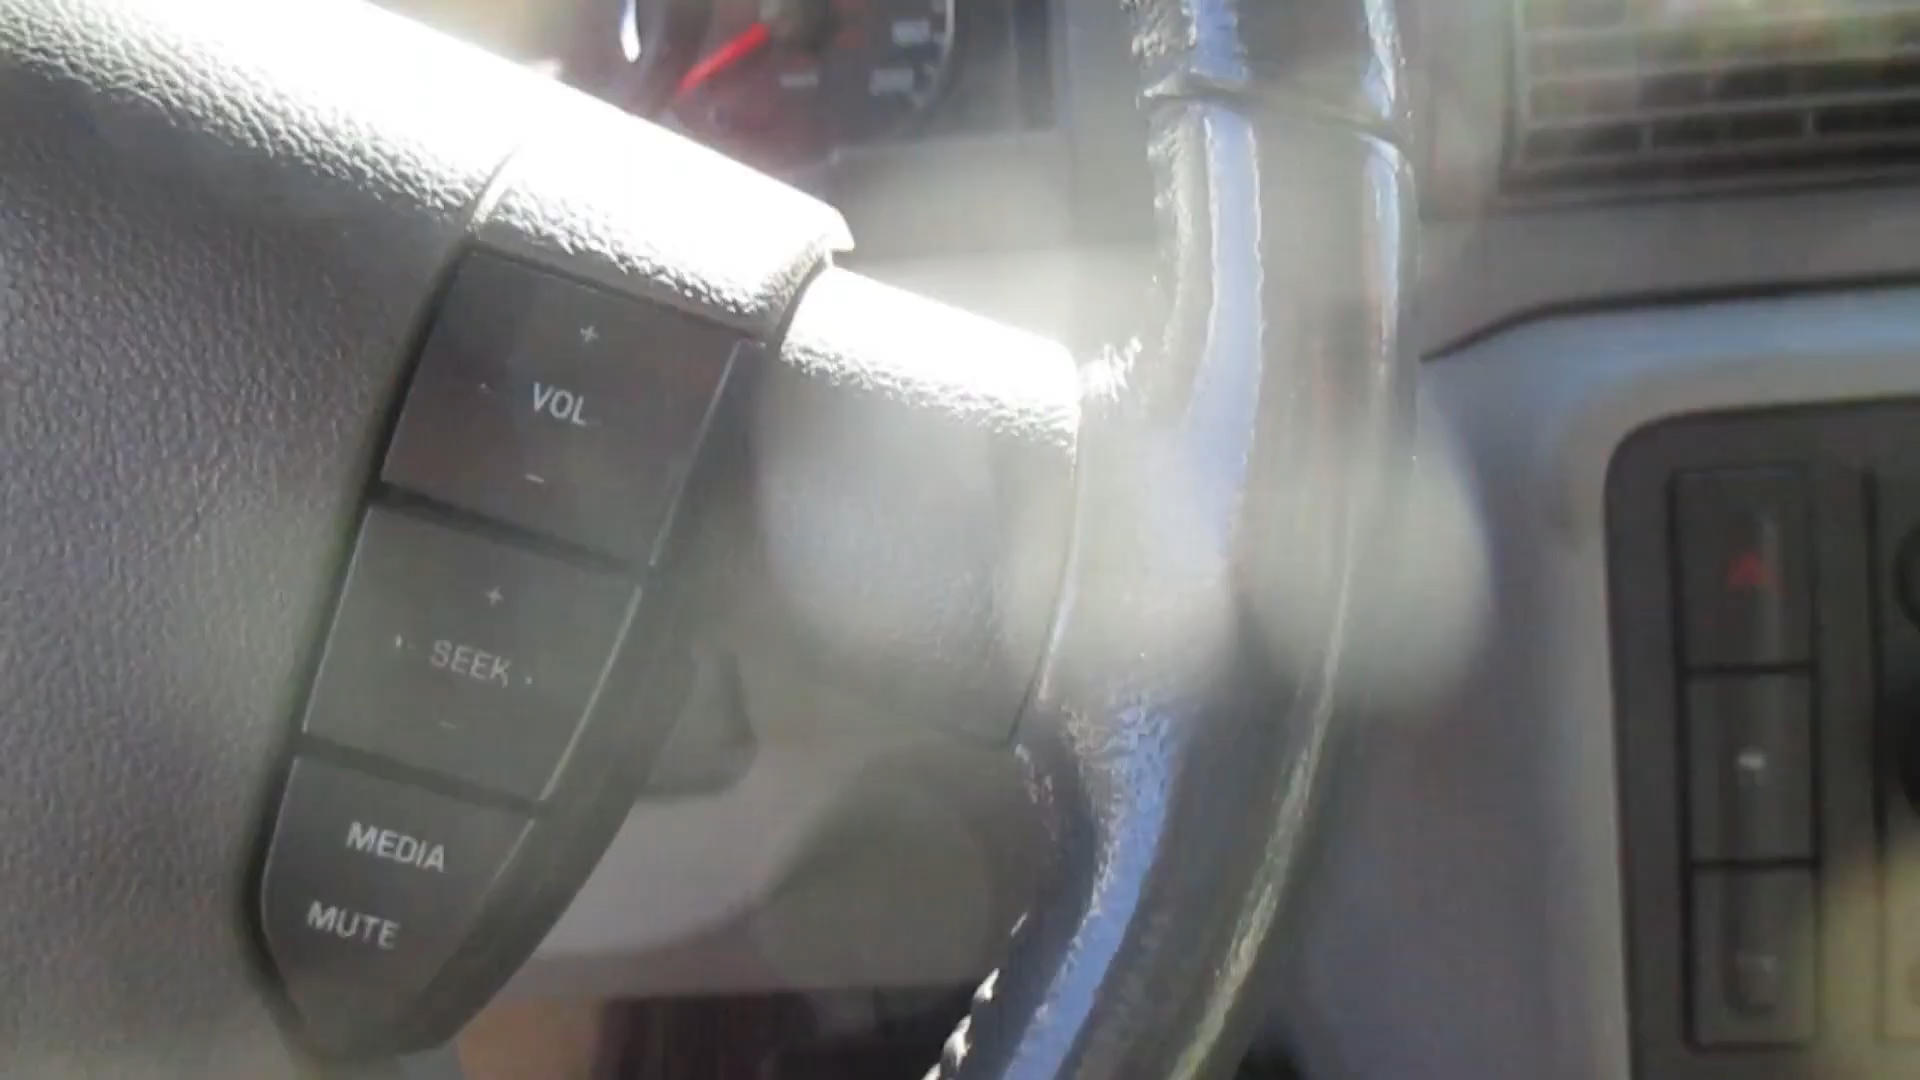 +
VOL
-
+
SEEK
-
MEDIA
MUTE